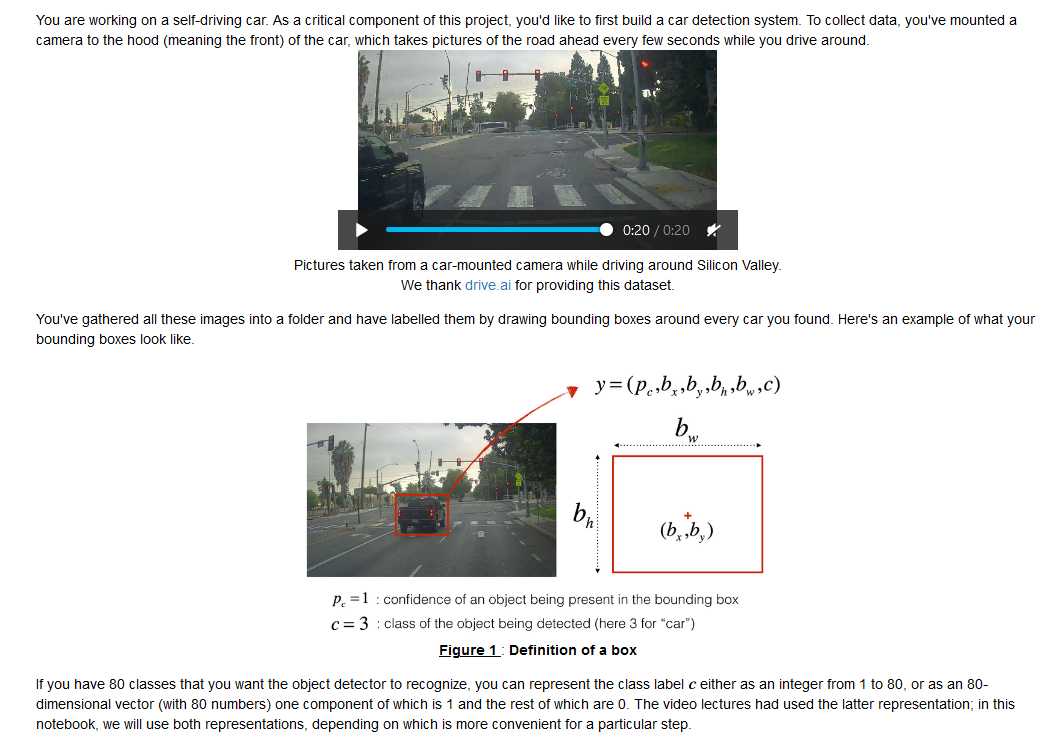 You are working on a self-driving car. As a critical component of this project, you'd like to first build a car detection system. To collect data, you've mounted a
camera to the hood (meaning the front) of the car, which takes pictures of the road ahead every few seconds while you drive around.
0:20 / 0:20
Pictures taken from a car-mounted camera while driving around Silicon Valley.
We thank drive.ai for providing this dataset.
You've gathered all these images into a folder and have labelled them by drawing bounding boxes around every car you found. Here's an example of what your
bounding boxes look like.
y = (p_c, b_x, b_y, b_h, b_w, c)
b_w
b_h
(b_x, b_y)
p_c = 1 : confidence of an object being present in the bounding box
c = 3 : class of the object being detected (here 3 for “car”)
Figure 1 : Definition of a box
If you have 80 classes that you want the object detector to recognize, you can represent the class label c either as an integer from 1 to 80, or as an 80-
dimensional vector (with 80 numbers) one component of which is 1 and the rest of which are 0. The video lectures had used the latter representation; in this
notebook, we will use both representations, depending on which is more convenient for a particular step.